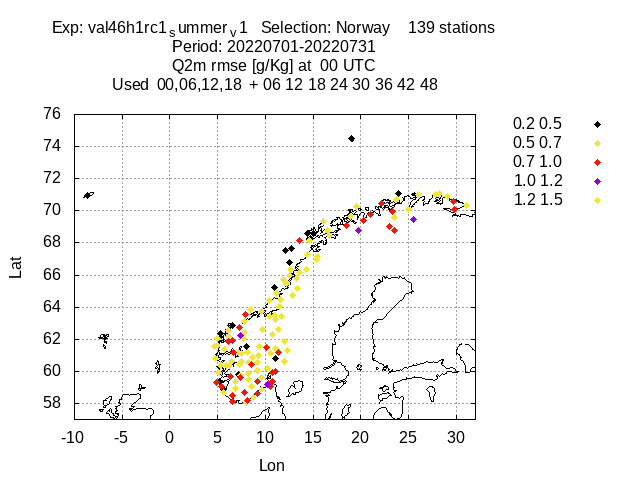 Exp: val46h1rc1summerv1 Selection: Norway 139 stations
Period: 20220701-20220731
Q2m rmse [g/Kg] at 00 UTC
Used 00,06,12,18 + 06 12 18 24 30 36 42 48
0.2 0.5
0.5 0.7
0.7 1.0
1.0 1.2
1.2 1.5
76
74
72
70
68
66
64
62
60
58
Lat
-10 -5 0 5 10 15 20 25 30
Lon